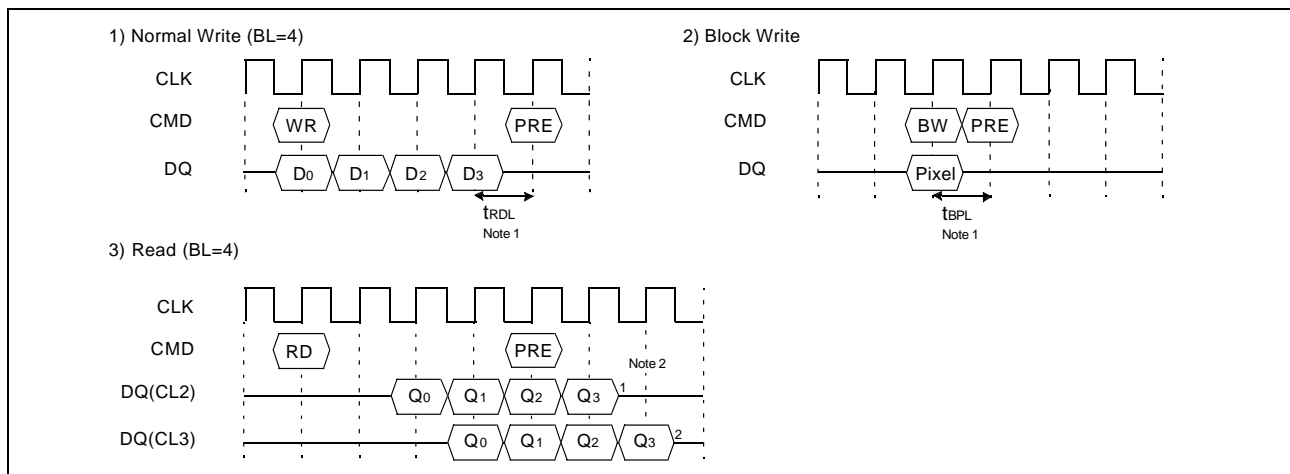 1) Normal Write (BL=4)
CLK
CMD WR PRE
DQ D0 D1 D2 D3
tRDL
Note 1
2) Block Write
CLK
CMD BW PRE
DQ Pixel
tBPL
Note 1
3) Read (BL=4)
CLK
CMD RD PRE
Note 2
DQ(CL2) Q0 Q1 Q2 Q3 1
DQ(CL3) Q0 Q1 Q2 Q3 2